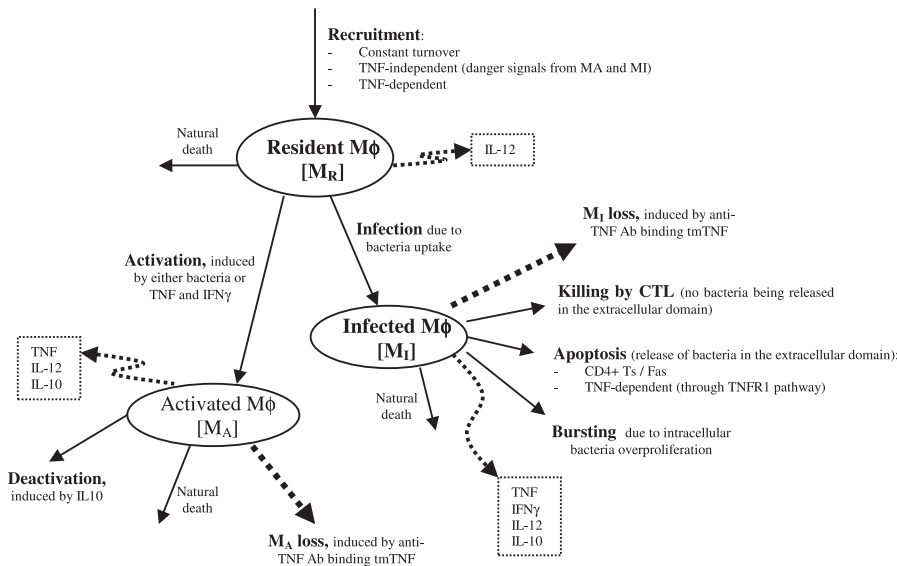 Recruitment:
- Constant turnover
- TNF-independent (danger signals from MA and MI)
- TNF-dependent
Natural
death
Resident Mϕ
[M_R]
IL-12
Infection due to
bacteria uptake
M_I loss, induced by anti-
TNF Ab binding tmTNF
Activation, induced
by either bacteria or
TNF and IFNγ
Killing by CTL (no bacteria being released
in the extracellular domain)
Infected Mϕ
[M_I]
TNF
IL-12
IL-10
Apoptosis (release of bacteria in the extracellular domain):
- CD4+ Ts / Fas
- TNF-dependent (through TNFR1 pathway)
Natural
death
Activated Mϕ
[M_A]
Bursting due to intracellular
bacteria overproliferation
Deactivation,
induced by IL10
Natural
death
TNF
IFNγ
IL-12
IL-10
M_A loss, induced by anti-
TNF Ab binding tmTNF